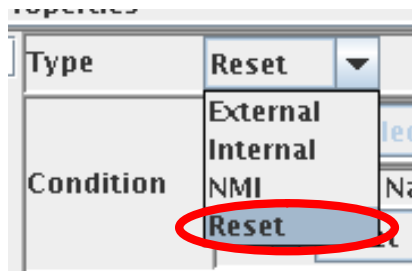 Type Reset
External
Internal
Condition NMI
Reset